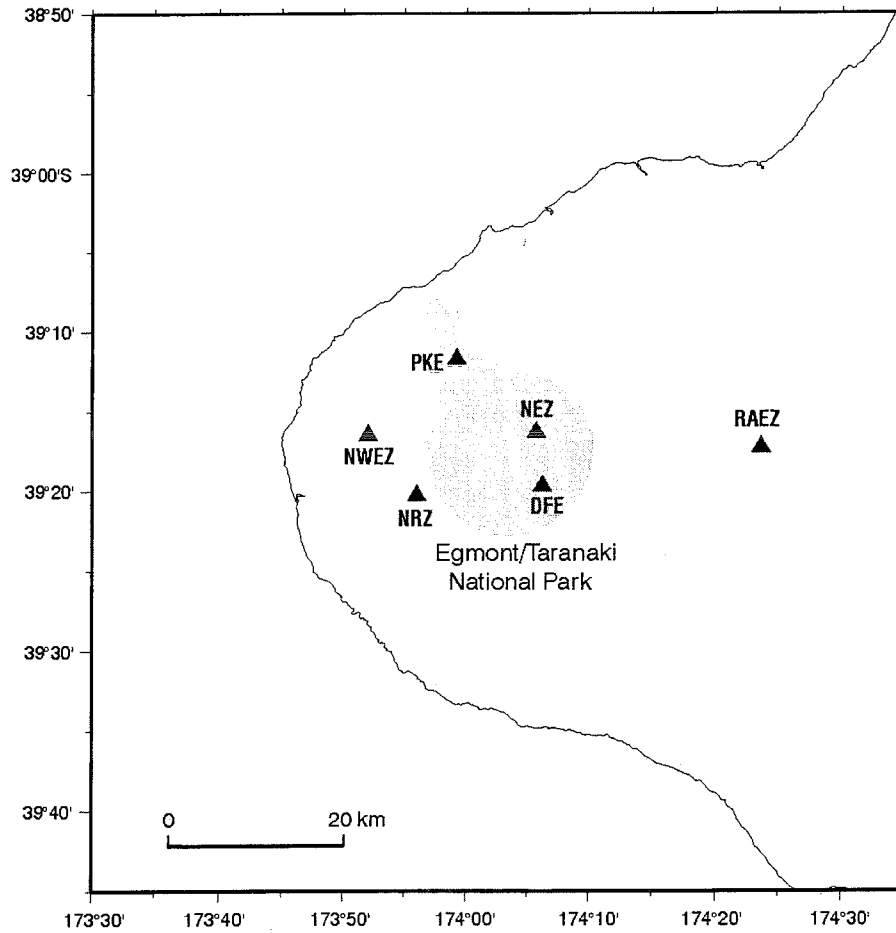 38°50'
39°00'S
39°10'
PKE
NEZ
RAEZ
NWEZ
39°20'
NRZ
DFE
Egmont/Taranaki
National Park
39°30'
39°40'
0 20 km
173°30' 173°40' 173°50' 174°00' 174°10' 174°20' 174°30'